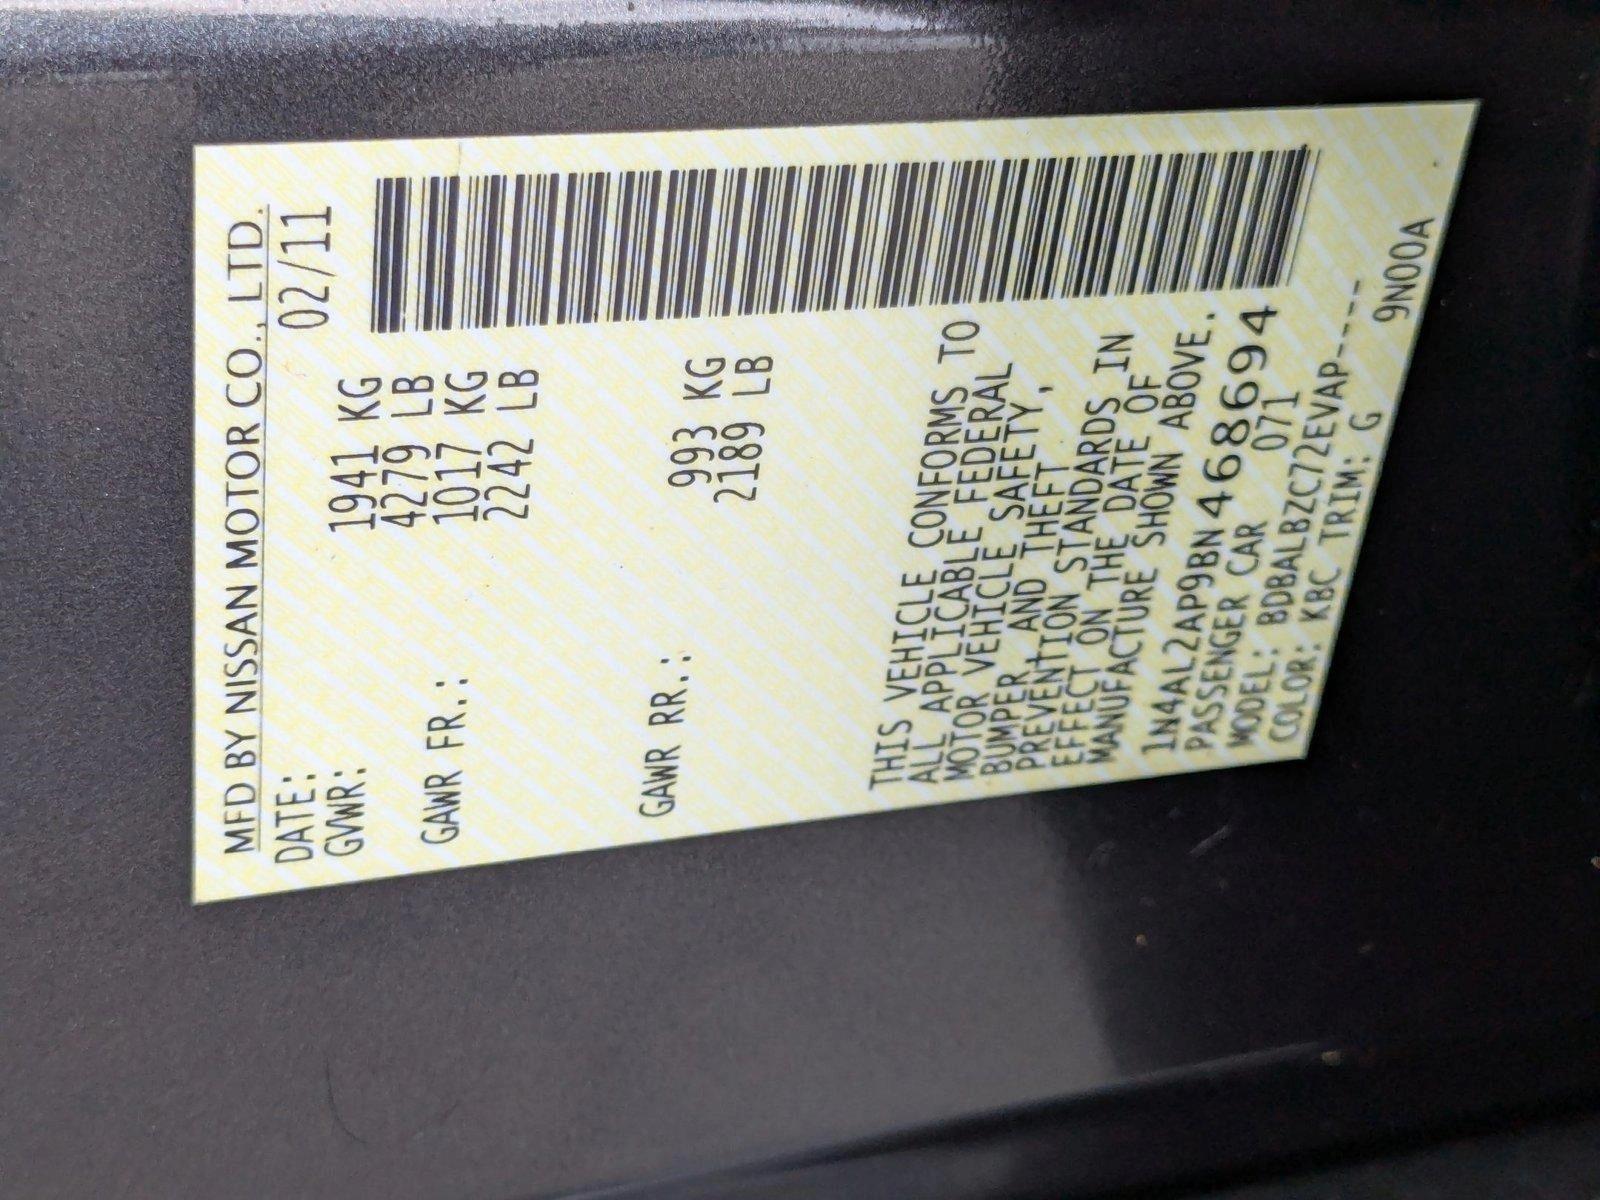 MFD BY NISSAN MOTOR CO., LTD.
DATE: 02/11
GVWR: 1941 KG
4279 LB
GAWR FR.: 1017 KG
2242 LB
GAWR RR.: 993 KG
2189 LB
THIS VEHICLE CONFORMS TO
ALL APPLICABLE FEDERAL
MOTOR VEHICLE SAFETY,
BUMPER, AND THEFT
PREVENTION STANDARDS IN
EFFECT ON THE DATE OF
MANUFACTURE SHOWN ABOVE.
1N4AL2AP9BN468694
PASSENGER CAR 071
MODEL: BDBALBZC72EVAP-----
COLOR: KBC TRIM: G
9N00A